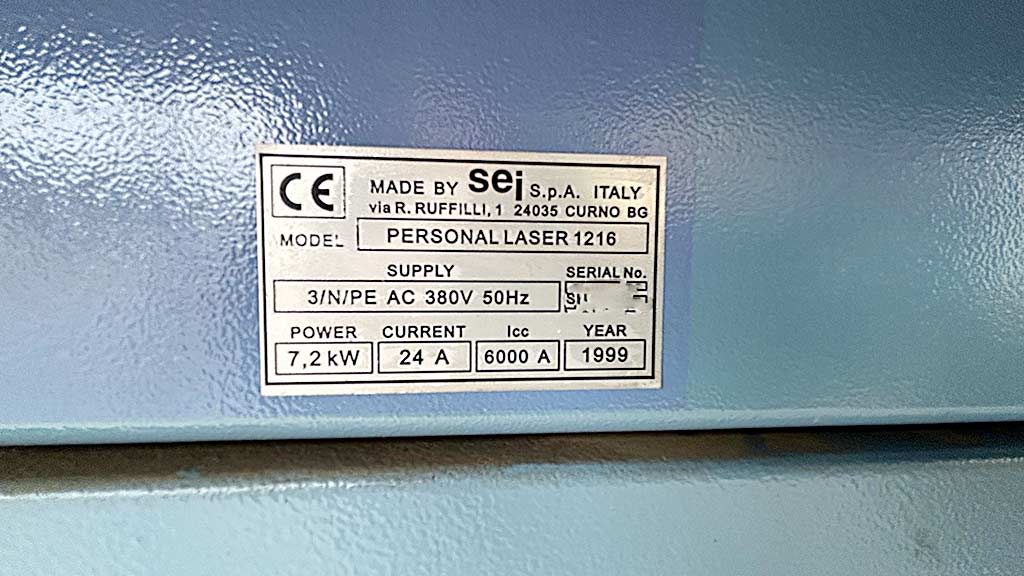 CE MADE BY sei S.p.A. ITALY
via R. RUFFILLI, 1 24035 CURNO BG
MODEL PERSONAL LASER 1216
SUPPLY SERIAL No.
3/N/PE AC 380V 50Hz
POWER CURRENT Icc YEAR
7,2 kW 24 A 6000 A 1999